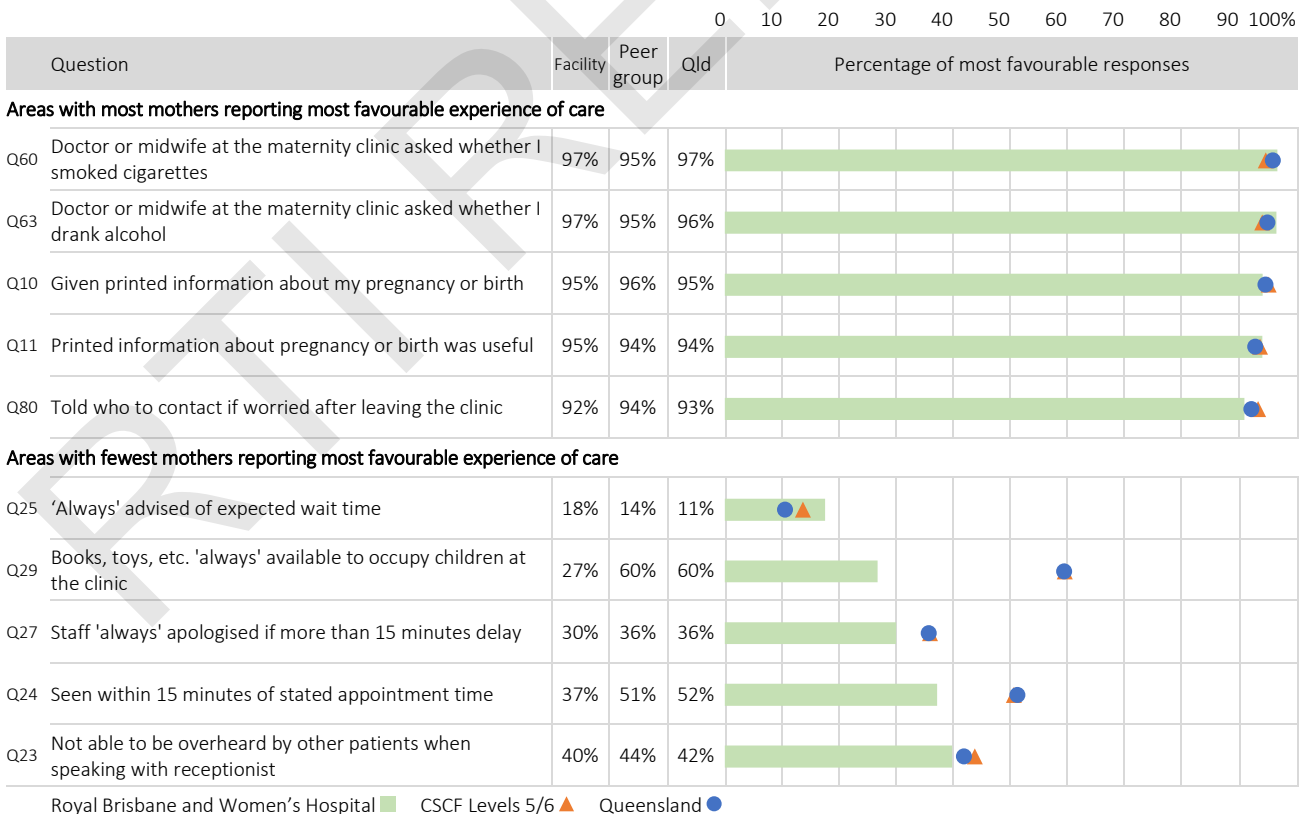 0 10 20 30 40 50 60 70 80 90 100%
Question Facility Peer group Qld Percentage of most favourable responses
Areas with most mothers reporting most favourable experience of care
Q60 Doctor or midwife at the maternity clinic asked whether I
smoked cigarettes 97% 95% 97%
Q63 Doctor or midwife at the maternity clinic asked whether I
drank alcohol 97% 95% 96%
Q10 Given printed information about my pregnancy or birth 95% 96% 95%
Q11 Printed information about pregnancy or birth was useful 95% 94% 94%
Q80 Told who to contact if worried after leaving the clinic 92% 94% 93%
Areas with fewest mothers reporting most favourable experience of care
Q25 ‘Always' advised of expected wait time 18% 14% 11%
Q29 Books, toys, etc. 'always' available to occupy children at
the clinic 27% 60% 60%
Q27 Staff 'always' apologised if more than 15 minutes delay 30% 36% 36%
Q24 Seen within 15 minutes of stated appointment time 37% 51% 52%
Q23 Not able to be overheard by other patients when
speaking with receptionist 40% 44% 42%
Royal Brisbane and Women’s Hospital CSCF Levels 5/6 Queensland
RTI RE